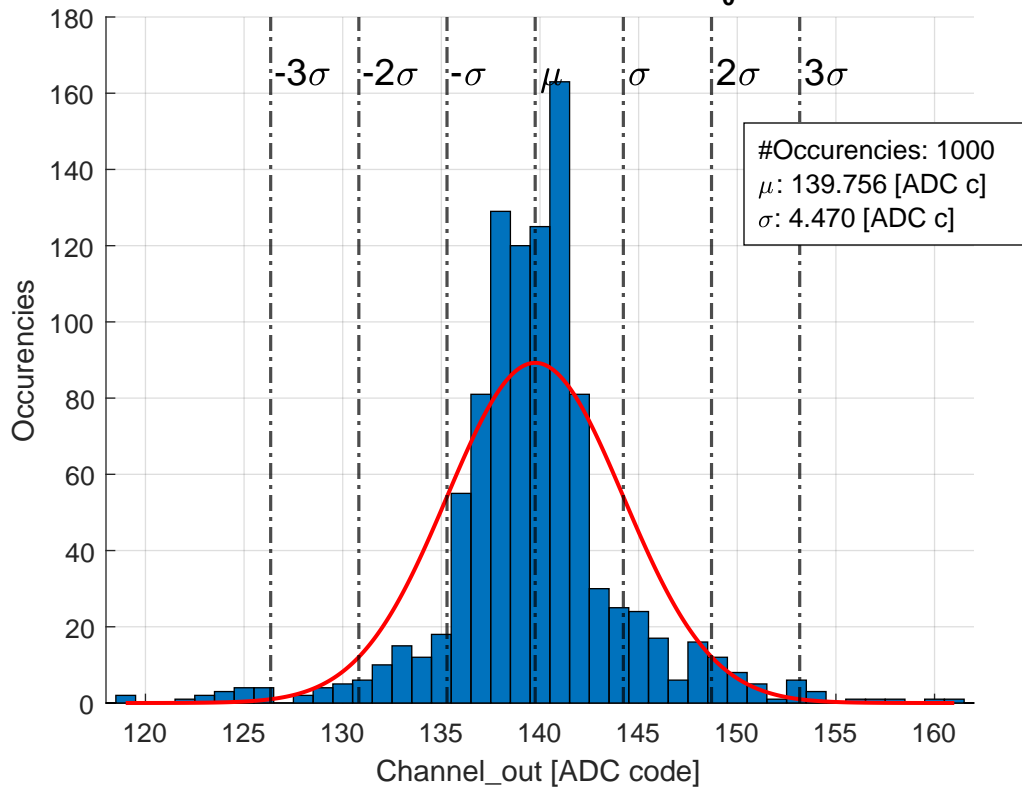 180
160
140
120
100
80
60
40
20
0
Occurencies
-3σ
-2σ
-σ
μ
σ
2σ
3σ
#Occurencies: 1000
μ: 139.756 [ADC c]
σ: 4.470 [ADC c]
120
125
130
135
140
145
150
155
160
Channel_out [ADC code]